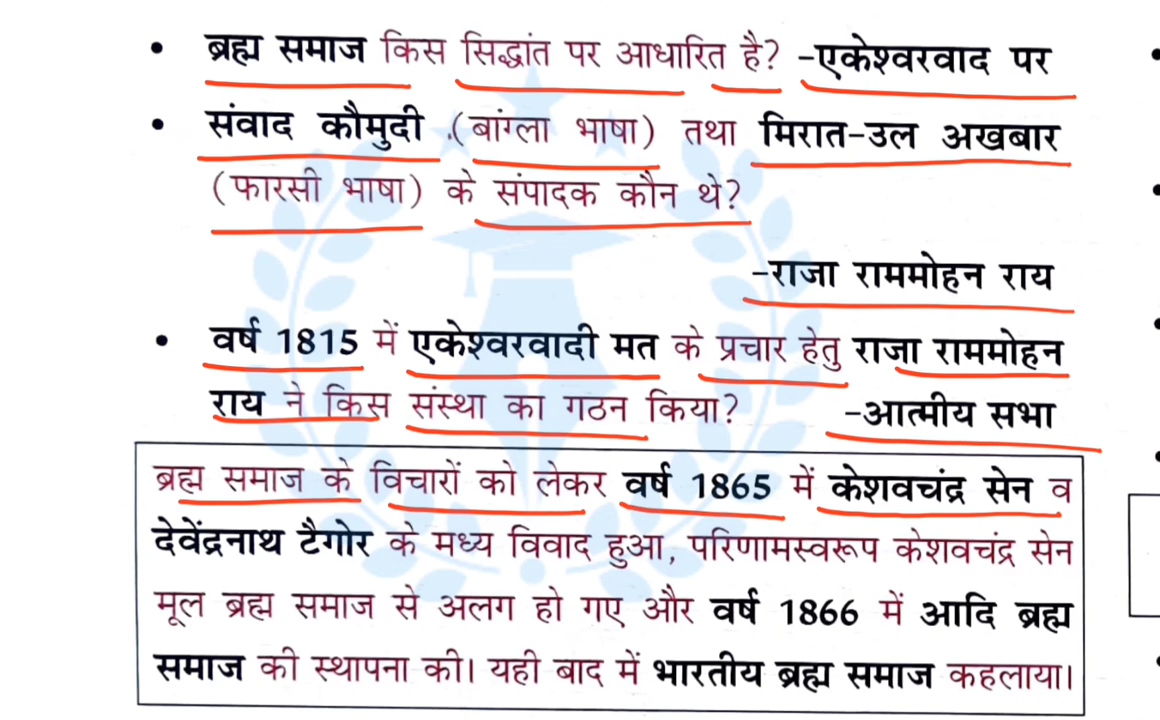 • ब्रह्म समाज किस सिद्धांत पर आधारित है? -एकेश्वरवाद पर
• संवाद कौमुदी (बांग्ला भाषा) तथा मिरात-उल अखबार
(फारसी भाषा) के संपादक कौन थे?
-राजा राममोहन राय
• वर्ष 1815 में एकेश्वरवादी मत के प्रचार हेतु राजा राममोहन
राय ने किस संस्था का गठन किया? -आत्मीय सभा
ब्रह्म समाज के विचारों को लेकर वर्ष 1865 में केशवचंद्र सेन व
देवेंद्रनाथ टैगोर के मध्य विवाद हुआ, परिणामस्वरूप केशवचंद्र सेन
मूल ब्रह्म समाज से अलग हो गए और वर्ष 1866 में आदि ब्रह्म
समाज की स्थापना की। यही बाद में भारतीय ब्रह्म समाज कहलाया।